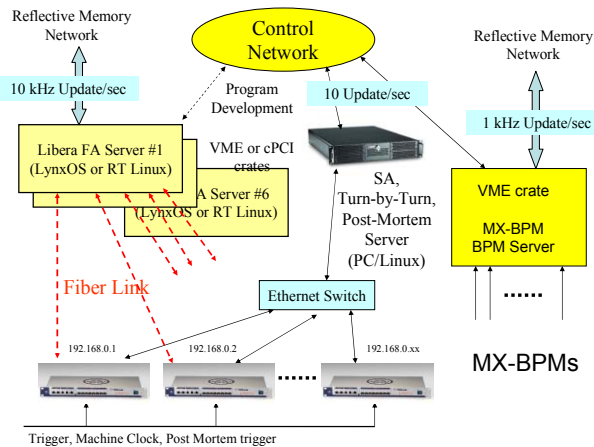 Reflective Memory
Network
Control
Network
Reflective Memory
Network
10 kHz Update/sec
Program
Development
10 Update/sec
1 kHz Update/sec
Libera FA Server #1
(LynxOS or RT Linux)
VME or cPCI
crates
A Server #6
(LynxOS or RT Linux)
SA,
Turn-by-Turn,
Post-Mortem
Server
(PC/Linux)
VME crate
MX-BPM
BPM Server
Fiber Link
Ethernet Switch
192.168.0.1
192.168.0.2
192.168.0.xx
MX-BPMs
Trigger, Machine Clock, Post Mortem trigger